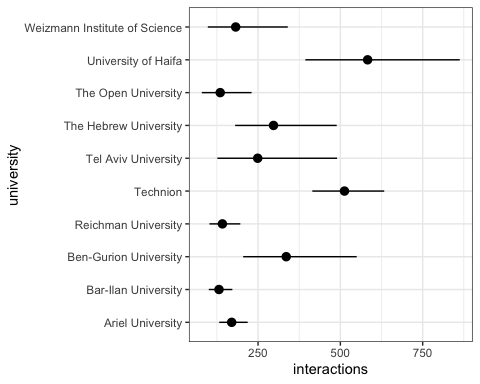 Weizmann Institute of Science
University of Haifa
The Open University
The Hebrew University
Tel Aviv University
Technion
Reichman University
Ben-Gurion University
Bar-Ilan University
Ariel University
university
250 500 750
interactions